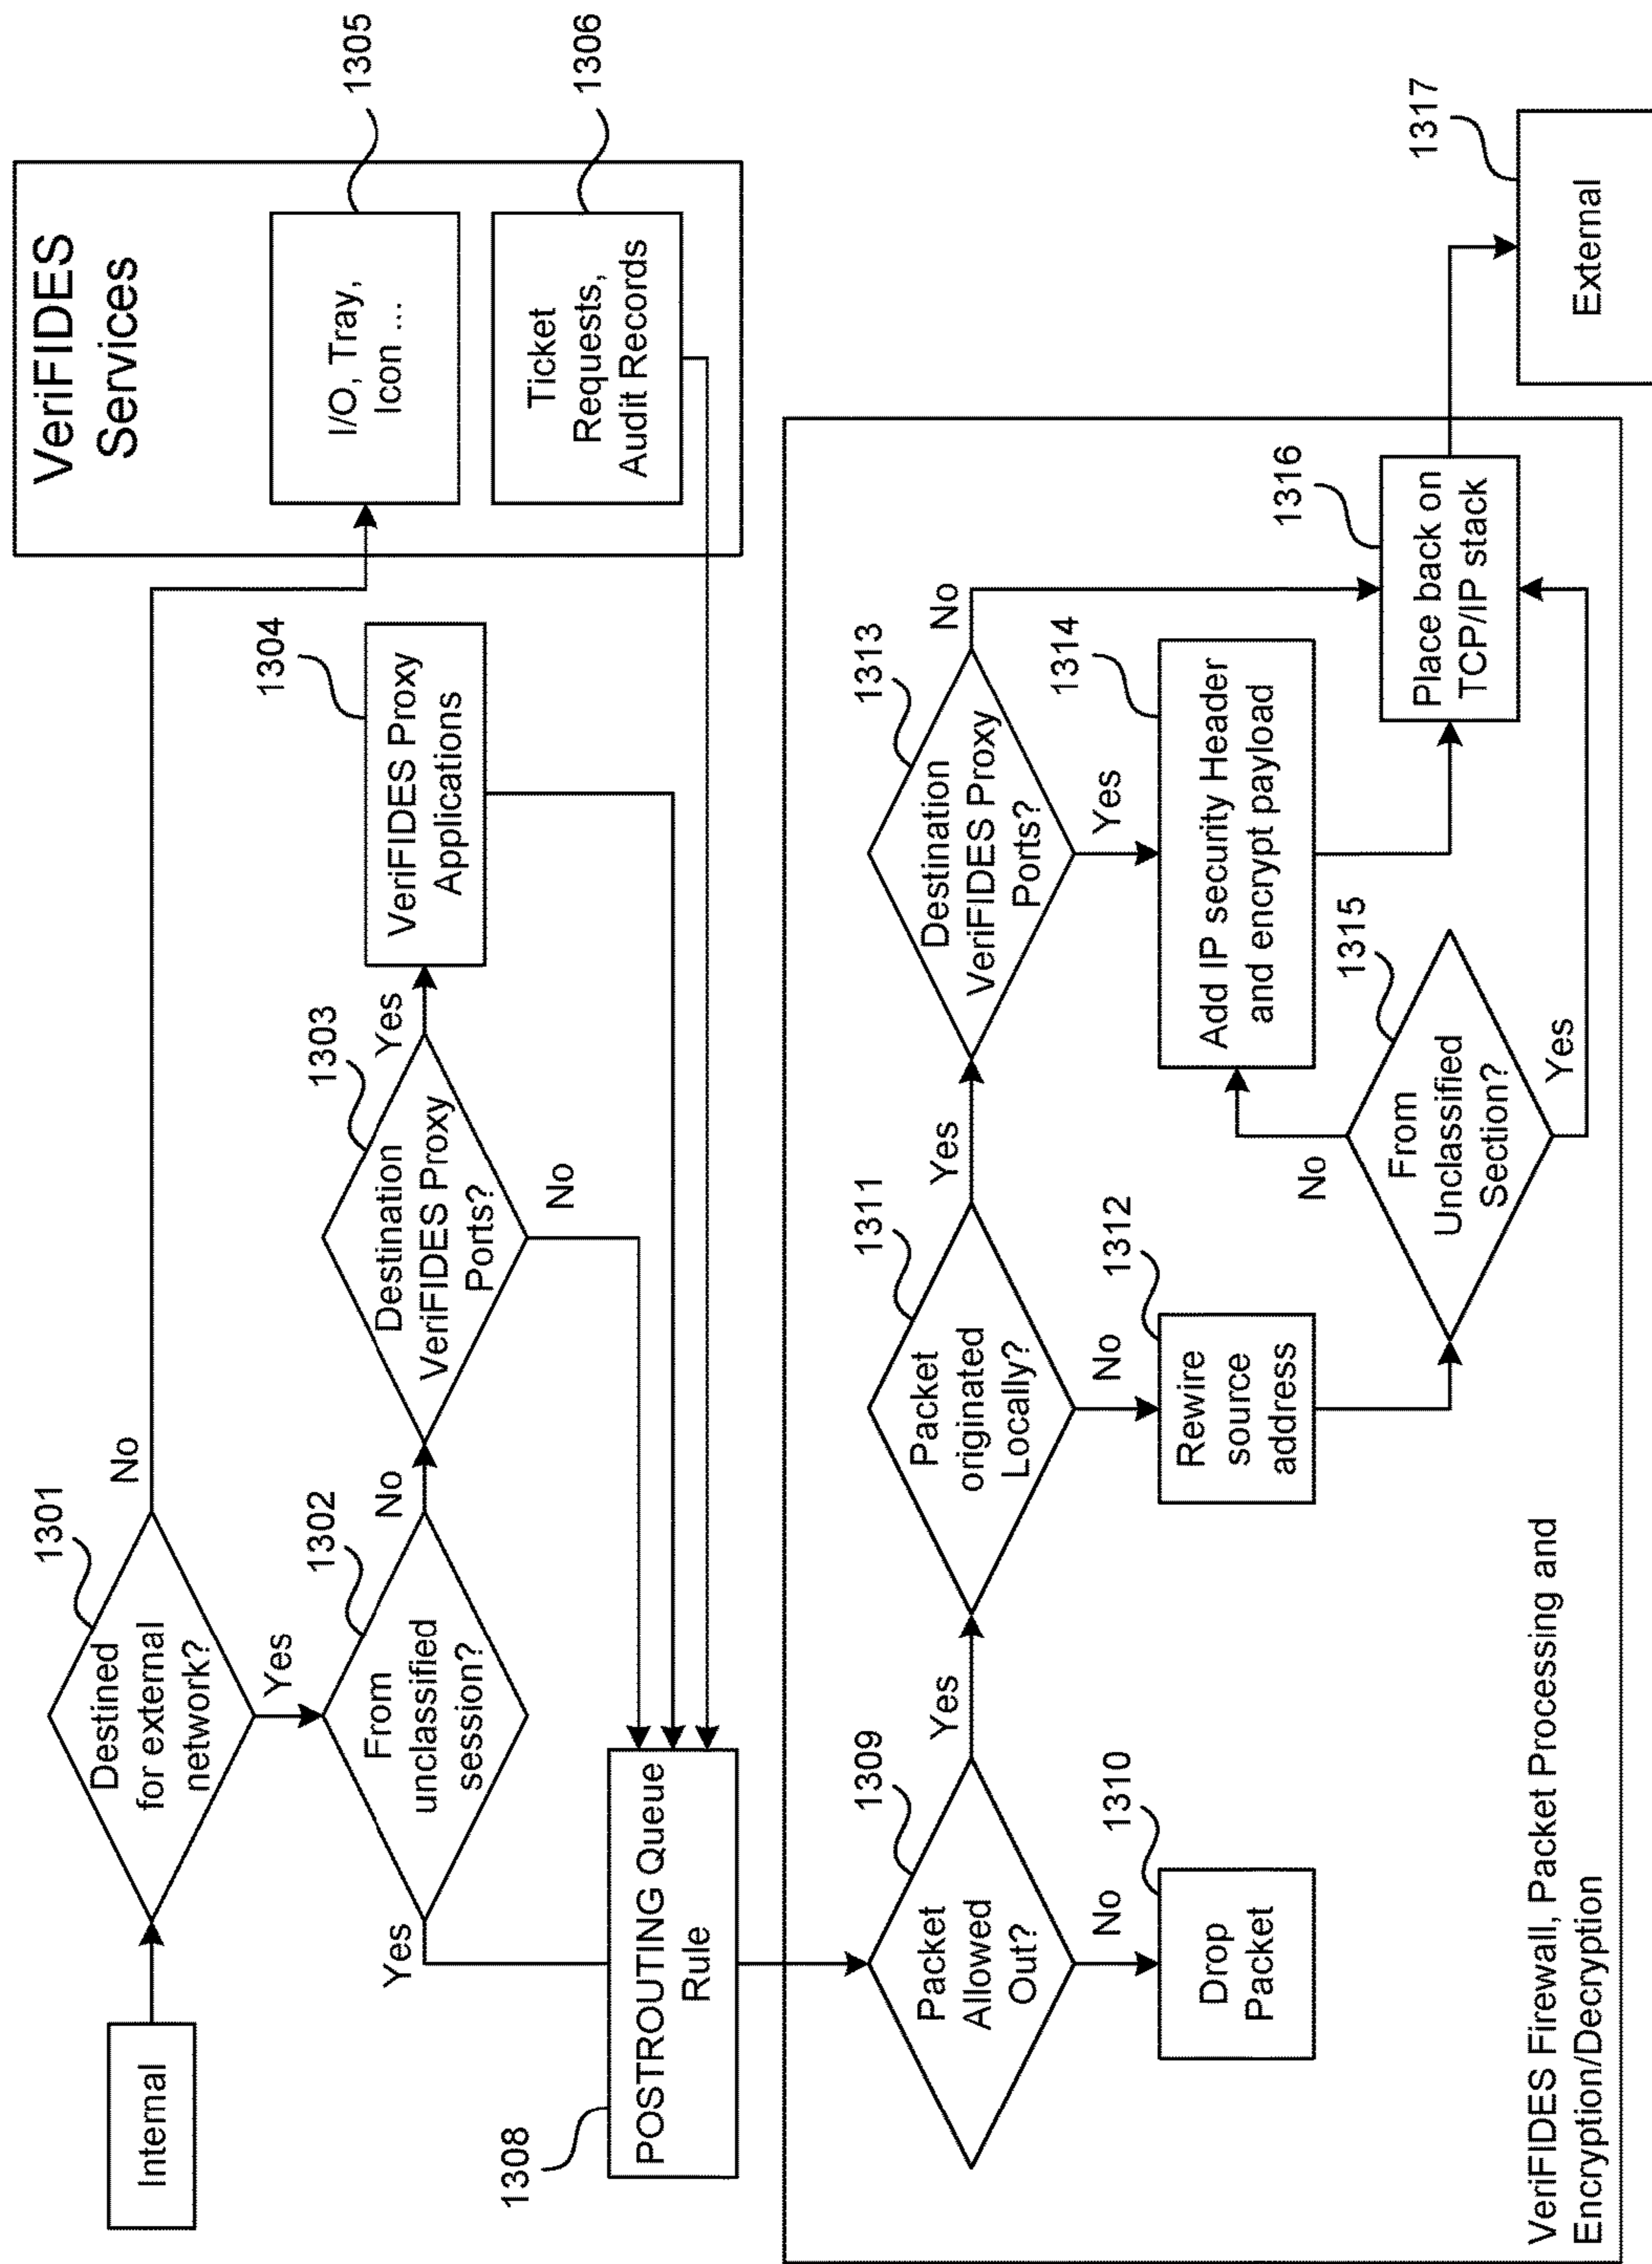 Internal
1301
Destined
for external
network?
No
Yes
1302
From
unclassified
session?
No
Yes
1303
Destination
VeriFIDES Proxy
Ports?
Yes
No
1304
VeriFIDES Proxy
Applications
VeriFIDES
Services
1305
I/O, Tray,
Icon ...
1306
Ticket
Requests,
Audit Records
1308
POSTROUTING Queue
Rule
1309
Packet
Allowed
Out?
Yes
No
1310
Drop
Packet
1311
Packet
originated
Locally?
Yes
No
1312
Rewire
source
address
1313
Destination
VeriFIDES Proxy
Ports?
No
Yes
1314
Add IP security Header
and encrypt payload
1315
From
Unclassified
Section?
No
Yes
1316
Place back on
TCP/IP stack
1317
External
VeriFIDES Firewall, Packet Processing and
Encryption/Decryption